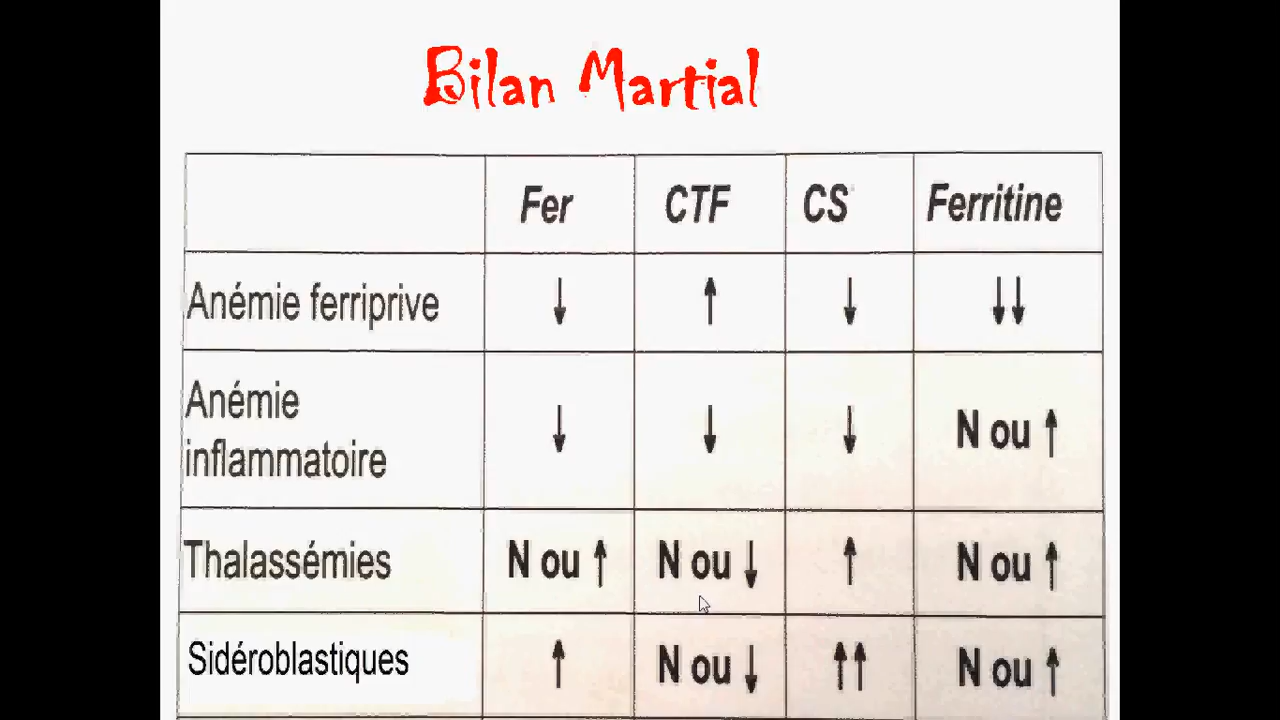 Bilan Martial
Fer CTF CS Ferritine
Anémie ferriprive ↓ ↑ ↓ ↓↓
Anémie
inflammatoire ↓ ↓ ↓ N ou ↑
Thalassémies N ou ↑ N ou ↓ ↑ N ou ↑
Sidéroblastiques ↑ N ou ↓ ↑↑ N ou ↑